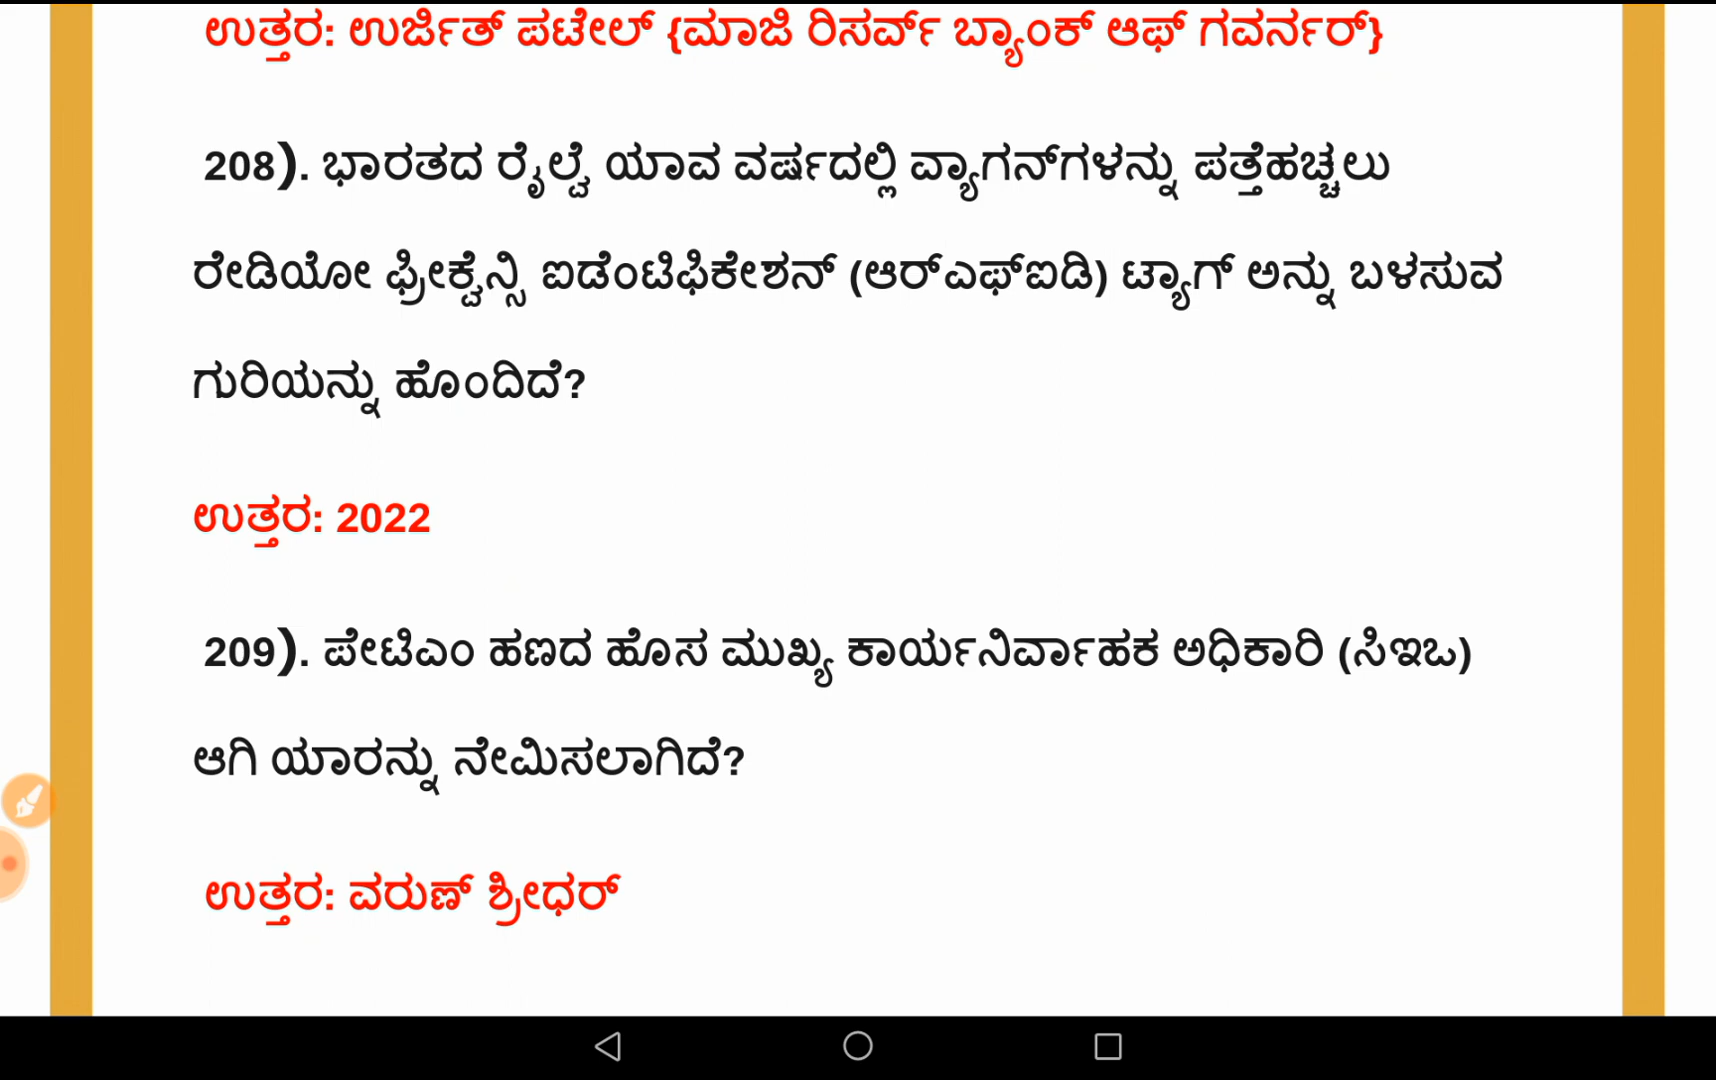 ಉತ್ತರ: ಉರ್ಜಿತ್ ಪಟೇಲ್ {ಮಾಜಿ ರಿಸರ್ವ್ ಬ್ಯಾಂಕ್ ಆಫ್ ಗವರ್ನರ್}
208). ಭಾರತದ ರೈಲ್ವೆ ಯಾವ ವರ್ಷದಲ್ಲಿ ವ್ಯಾಗನ್‌ಗಳನ್ನು ಪತ್ತೆಹಚ್ಚಲು
ರೇಡಿಯೋ ಫ್ರೀಕ್ವೆನ್ಸಿ ಐಡೆಂಟಿಫಿಕೇಶನ್ (ಆರ್‌ಎಫ್‌ಐಡಿ) ಟ್ಯಾಗ್ ಅನ್ನು ಬಳಸುವ
ಗುರಿಯನ್ನು ಹೊಂದಿದೆ?
ಉತ್ತರ: 2022
209). ಪೇಟಿಎಂ ಹಣದ ಹೊಸ ಮುಖ್ಯ ಕಾರ್ಯನಿರ್ವಾಹಕ ಅಧಿಕಾರಿ (ಸಿಇಒ)
ಆಗಿ ಯಾರನ್ನು ನೇಮಿಸಲಾಗಿದೆ?
ಉತ್ತರ: ವರುಣ್ ಶ್ರೀಧರ್